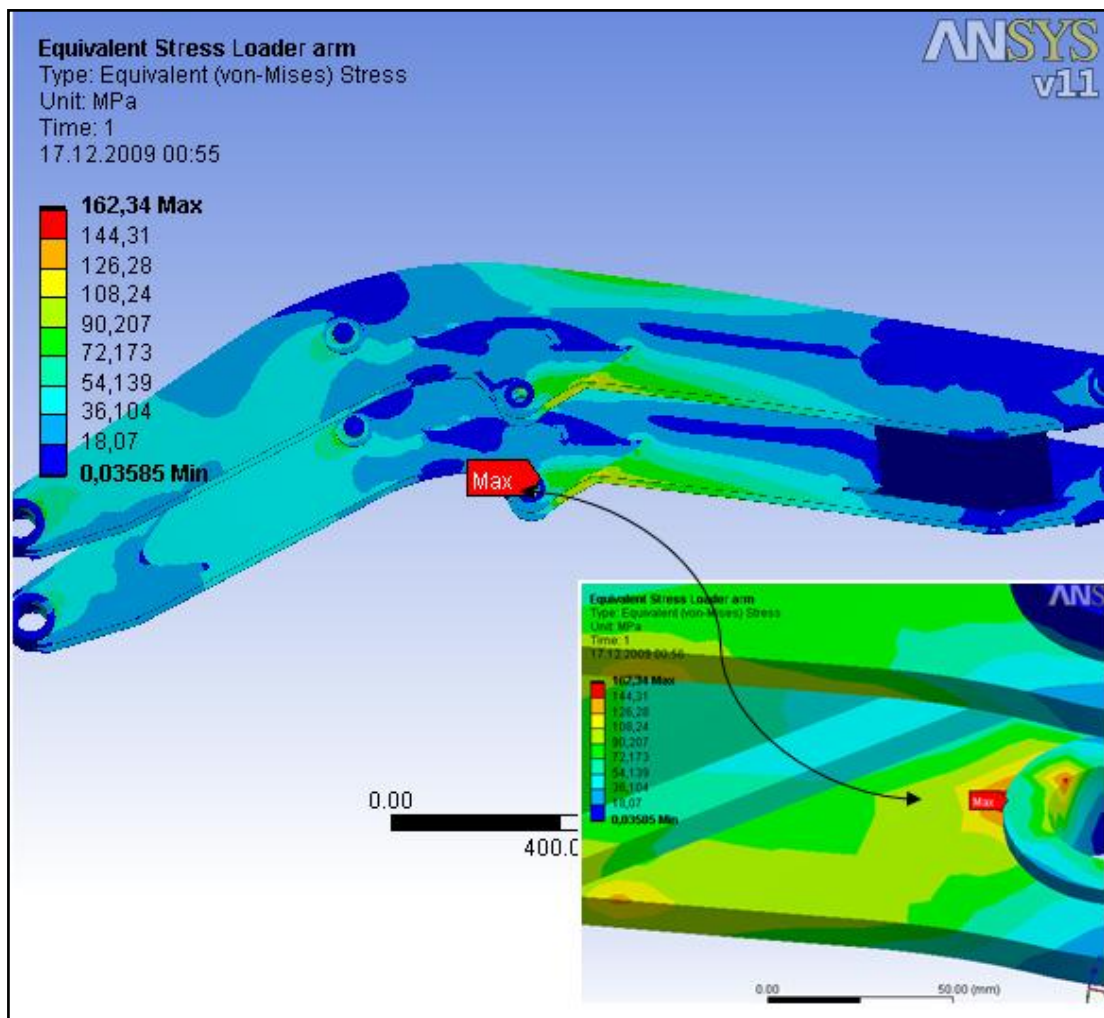 Equivalent Stress Loader arm
Type: Equivalent (von-Mises) Stress
Unit: MPa
Time: 1
17.12.2009 00:55
ANSYS
v11
162,34 Max
144,31
126,28
108,24
90,207
72,173
54,139
36,104
18,07
0,03585 Min
Max
0.00
400.0
Equivalent Stress Loader arm
Type: Equivalent (von-Mises) Stress
Unit: MPa
Time: 1
17.12.2009 00:56
ANS
162,34 Max
144,31
126,28
108,24
90,207
72,173
54,139
36,104
18,07
0,03585 Min
Max
0.00
50.00 (mm)